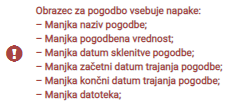 Obrazec za pogodbo vsebuje napake:
– Manjka naziv pogodbe;
– Manjka pogodbena vrednost;
– Manjka datum sklenitve pogodbe;
– Manjka začetni datum trajanja pogodbe;
– Manjka končni datum trajanja pogodbe;
– Manjka datoteka;